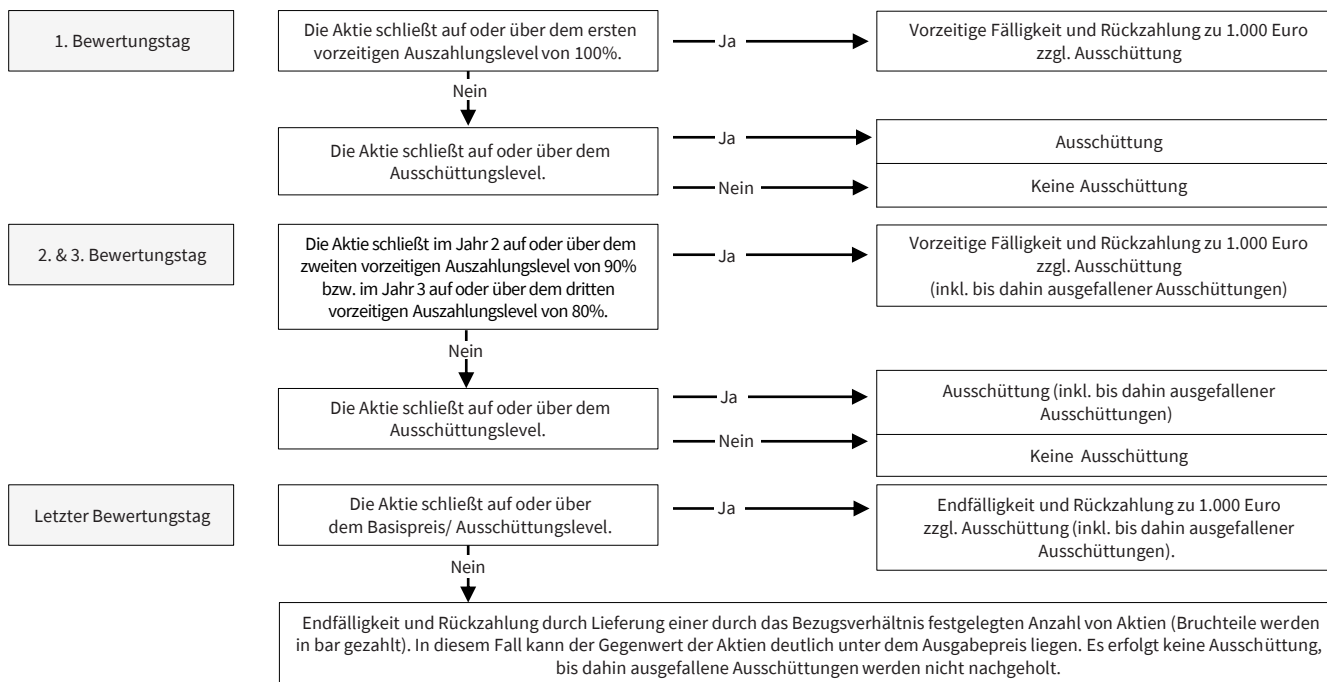 1. Bewertungstag
Die Aktie schließt auf oder über dem ersten
vorzeitigen Auszahlungslevel von 100%.
Ja
Vorzeitige Fälligkeit und Rückzahlung zu 1.000 Euro
zzgl. Ausschüttung
Nein
Die Aktie schließt auf oder über dem
Ausschüttungslevel.
Ja
Ausschüttung
Nein
Keine Ausschüttung
2. & 3. Bewertungstag
Die Aktie schließt im Jahr 2 auf oder über dem
zweiten vorzeitigen Auszahlungslevel von 90%
bzw. im Jahr 3 auf oder über dem dritten
vorzeitigen Auszahlungslevel von 80%.
Ja
Vorzeitige Fälligkeit und Rückzahlung zu 1.000 Euro
zzgl. Ausschüttung
(inkl. bis dahin ausgefallener Ausschüttungen)
Nein
Die Aktie schließt auf oder über dem
Ausschüttungslevel.
Ja
Ausschüttung (inkl. bis dahin ausgefallener
Ausschüttungen)
Nein
Keine Ausschüttung
Letzter Bewertungstag
Die Aktie schließt auf oder über
dem Basispreis/ Ausschüttungslevel.
Ja
Endfälligkeit und Rückzahlung zu 1.000 Euro
zzgl. Ausschüttung (inkl. bis dahin ausgefallener
Ausschüttungen).
Nein
Endfälligkeit und Rückzahlung durch Lieferung einer durch das Bezugsverhältnis festgelegten Anzahl von Aktien (Bruchteile werden
in bar gezahlt). In diesem Fall kann der Gegenwert der Aktien deutlich unter dem Ausgabepreis liegen. Es erfolgt keine Ausschüttung,
bis dahin ausgefallene Ausschüttungen werden nicht nachgeholt.